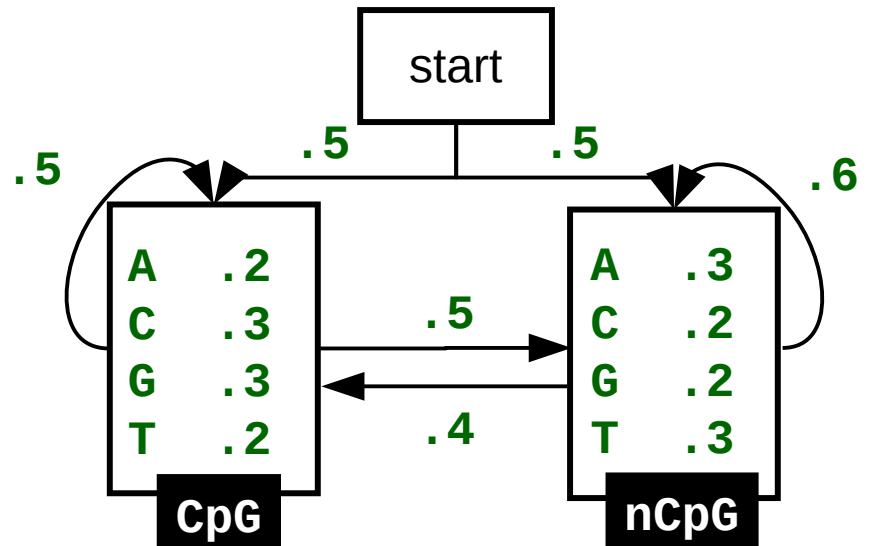 start
.5
.5
.5
.6
A .2
C .3
G .3
T .2
.5
.4
A .3
C .2
G .2
T .3
CpG
nCpG